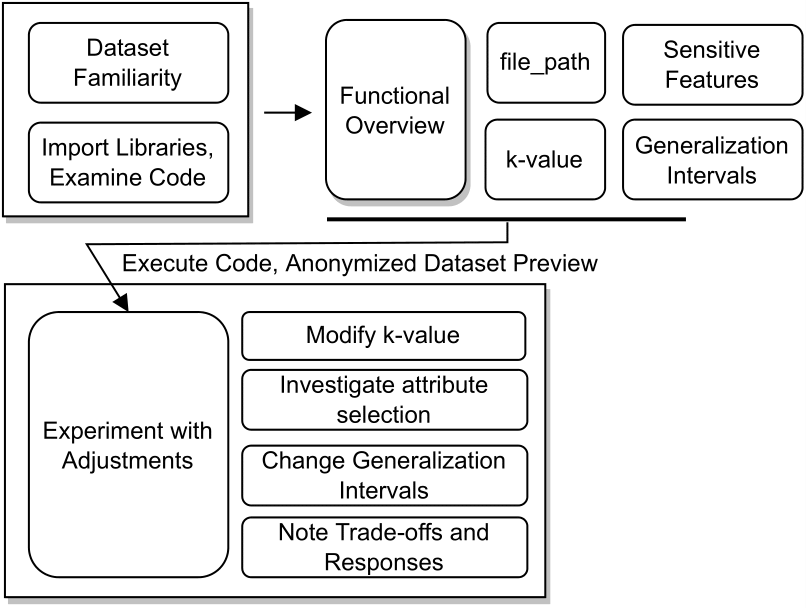 Dataset
Familiarity
Import Libraries,
Examine Code
Functional
Overview
file_path
Sensitive
Features
k-value
Generalization
Intervals
Execute Code, Anonymized Dataset Preview
Experiment with
Adjustments
Modify k-value
Investigate attribute
selection
Change Generalization
Intervals
Note Trade-offs and
Responses